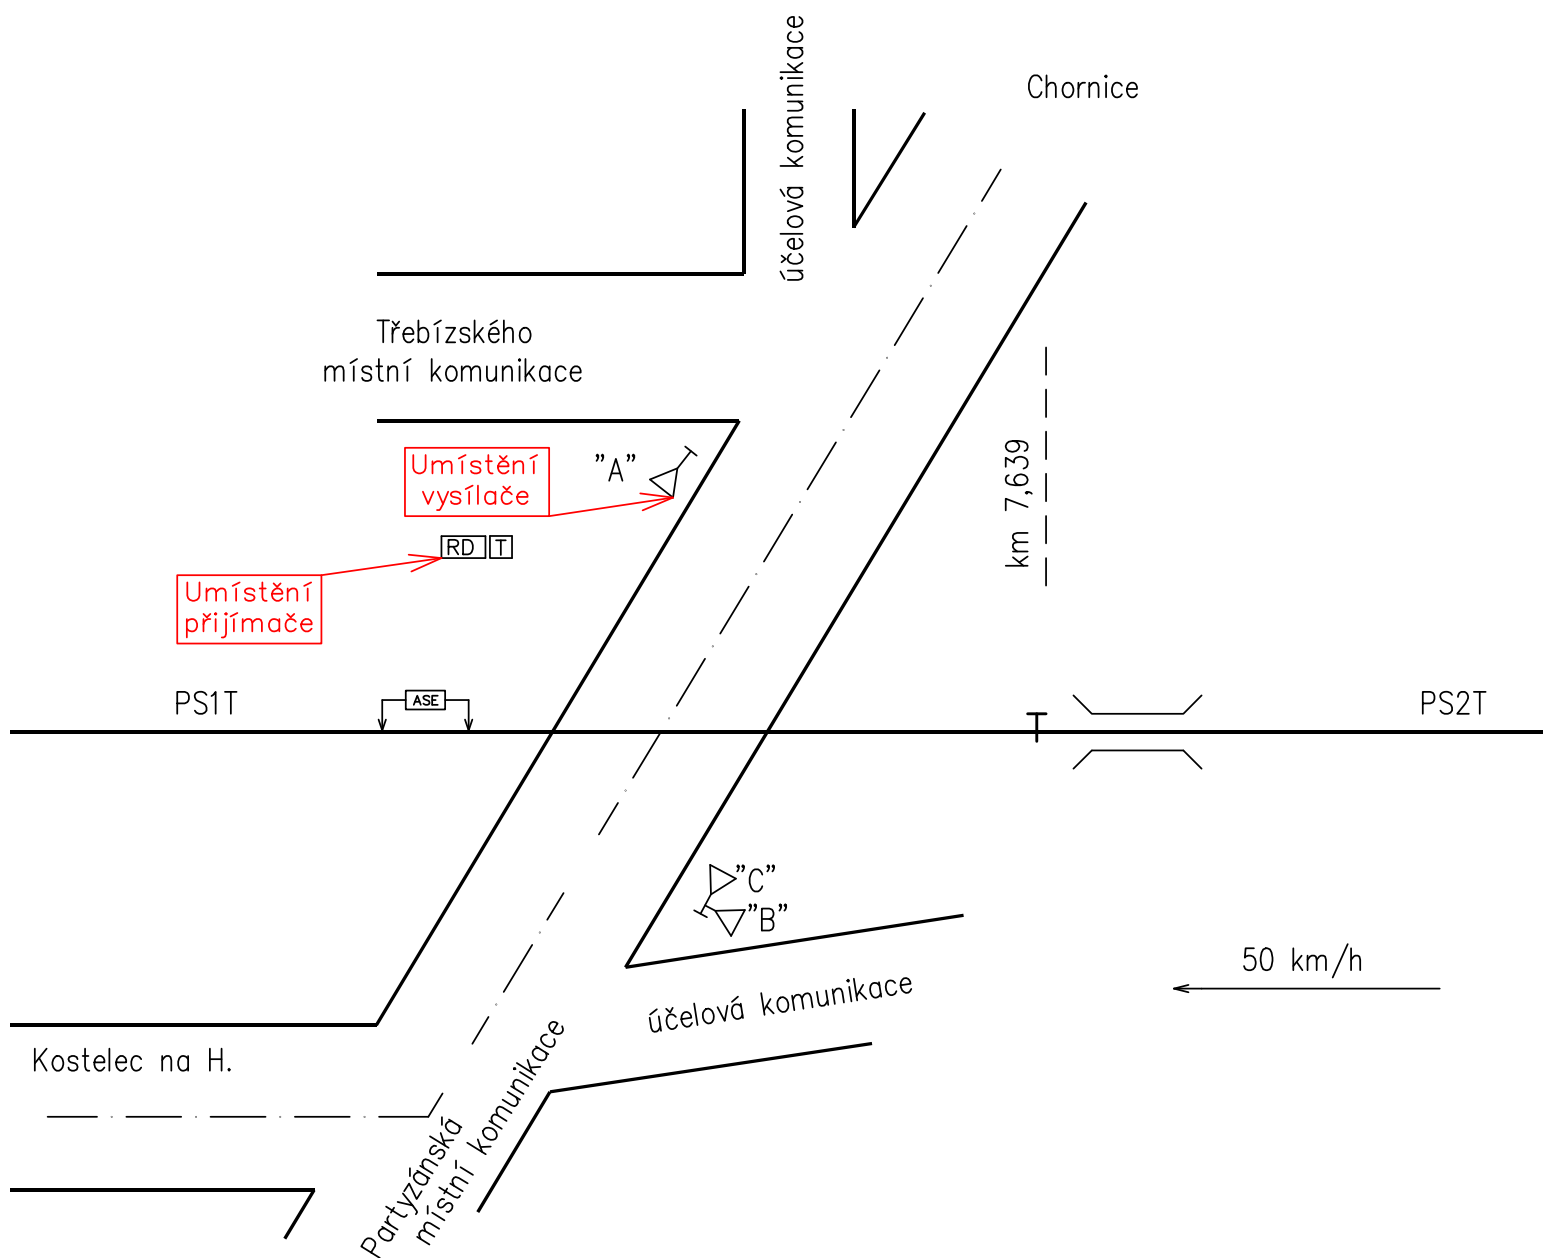 účelová komunikace
Chornice
Třebízského
místní komunikace
Umístění
vysílače
"A"
km 7,639
RD T
Umístění
přijímače
PS1T
ASE
PS2T
"C"
"B"
50 km/h
účelová komunikace
Kostelec na H.
Partyzánská
místní komunikace